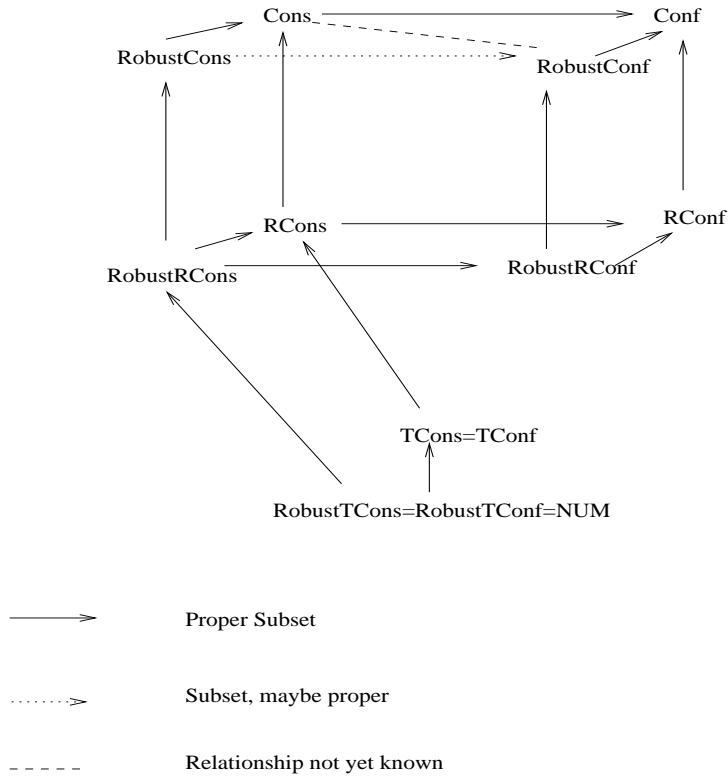 Cons
Conf
RobustCons
RobustConf
RCons
RConf
RobustRCons
RobustRConf
TCons=TConf
RobustTCons=RobustTConf=NUM
Proper Subset
Subset, maybe proper
Relationship not yet known